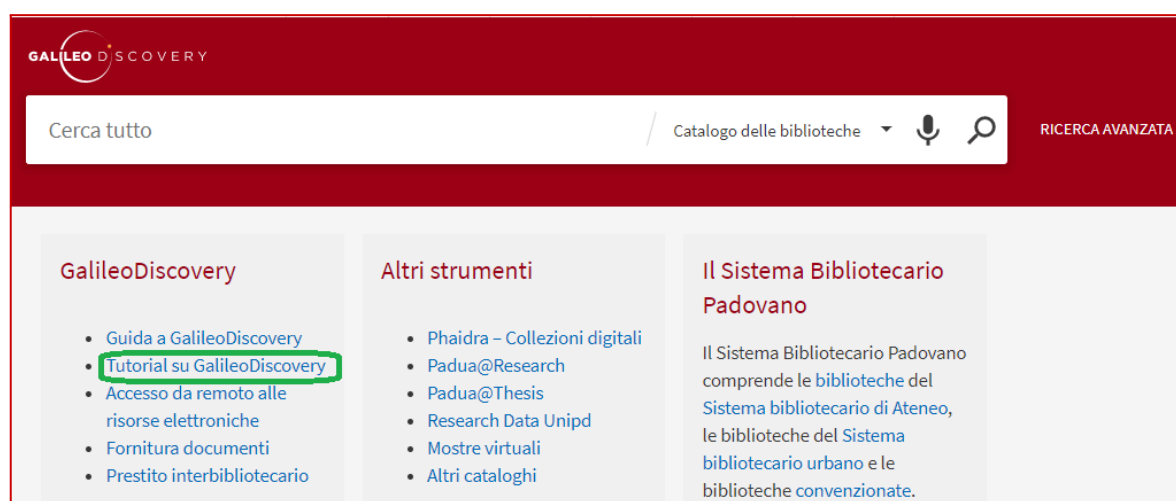 GALILEO DISCOVERY
Cerca tutto
Catalogo delle biblioteche
RICERCA AVANZATA
GalileoDiscovery
Guida a GalileoDiscovery
Tutorial su GalileoDiscovery
Accesso da remoto alle
risorse elettroniche
Fornitura documenti
Prestito interbibliotecario
Altri strumenti
Phaidra – Collezioni digitali
Padua@Research
Padua@Thesis
Research Data Unipd
Mostre virtuali
Altri cataloghi
Il Sistema Bibliotecario
Padovano
Il Sistema Bibliotecario Padovano
comprende le biblioteche del
Sistema bibliotecario di Ateneo,
le biblioteche del Sistema
bibliotecario urbano e le
biblioteche convenzionate.